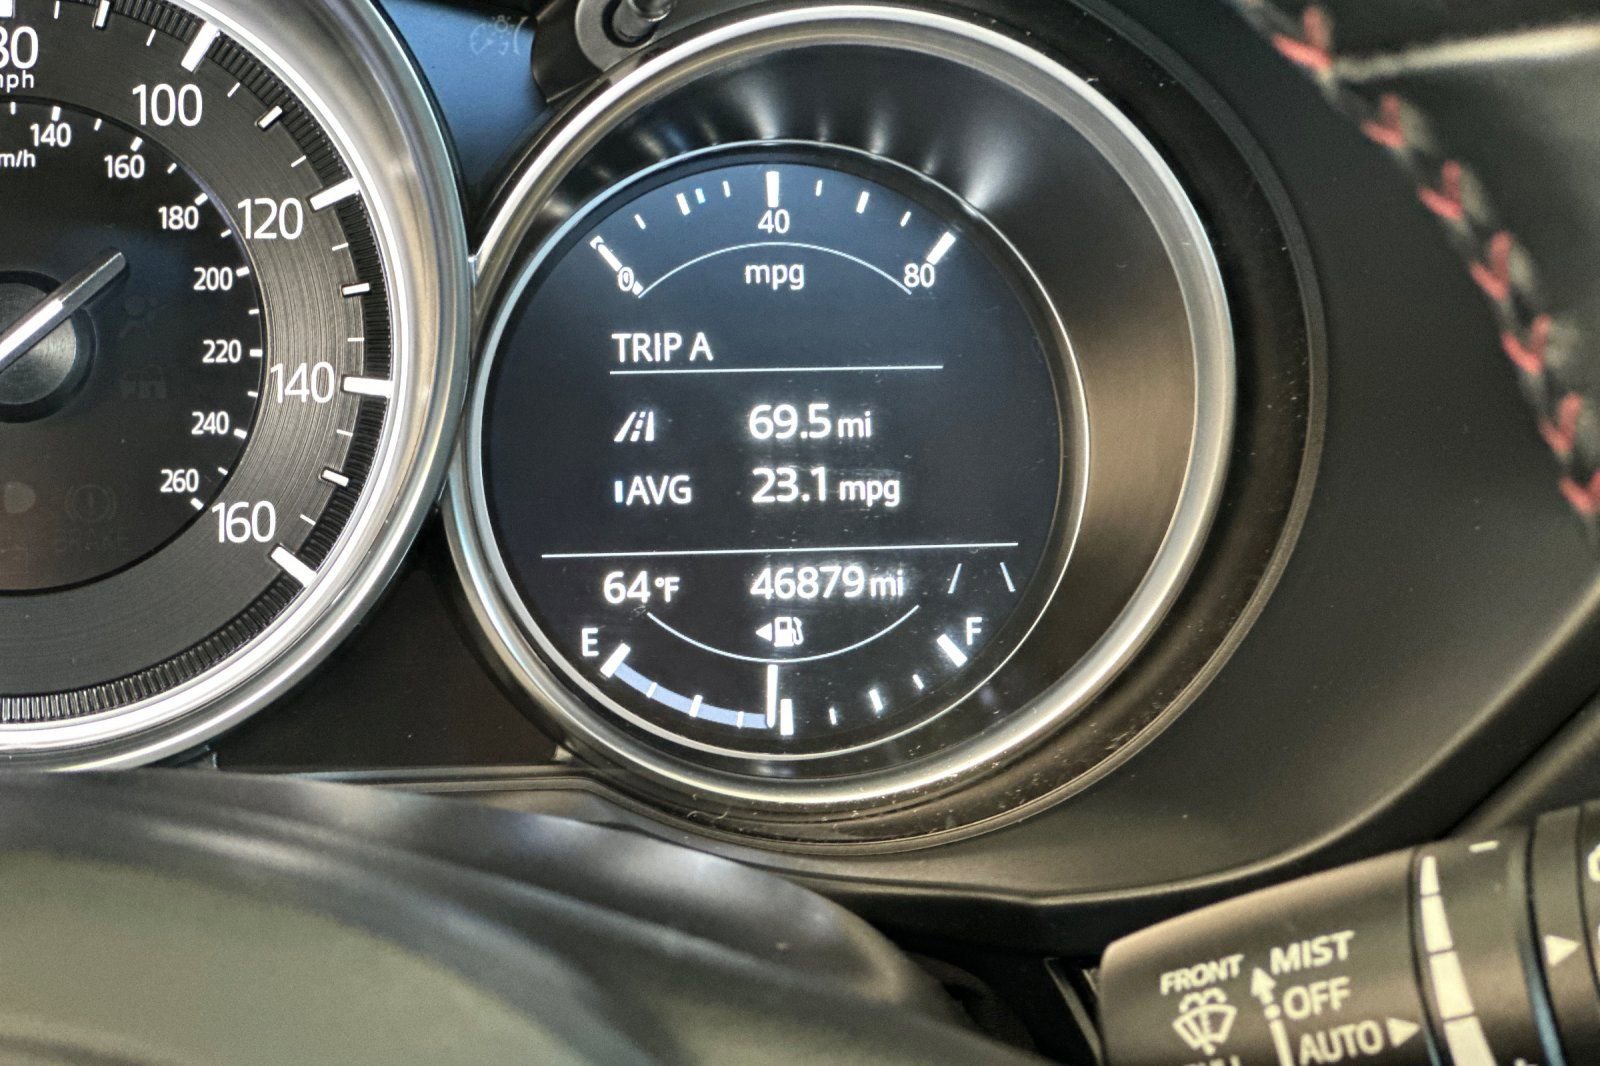 80
mph
100
120
140
160
140
km/h
160
180
200
220
240
260
40
0
80
mpg
TRIP A
69.5 mi
AVG
23.1 mpg
64°F
46879 mi
E
F
FRONT
MIST
OFF
AUTO